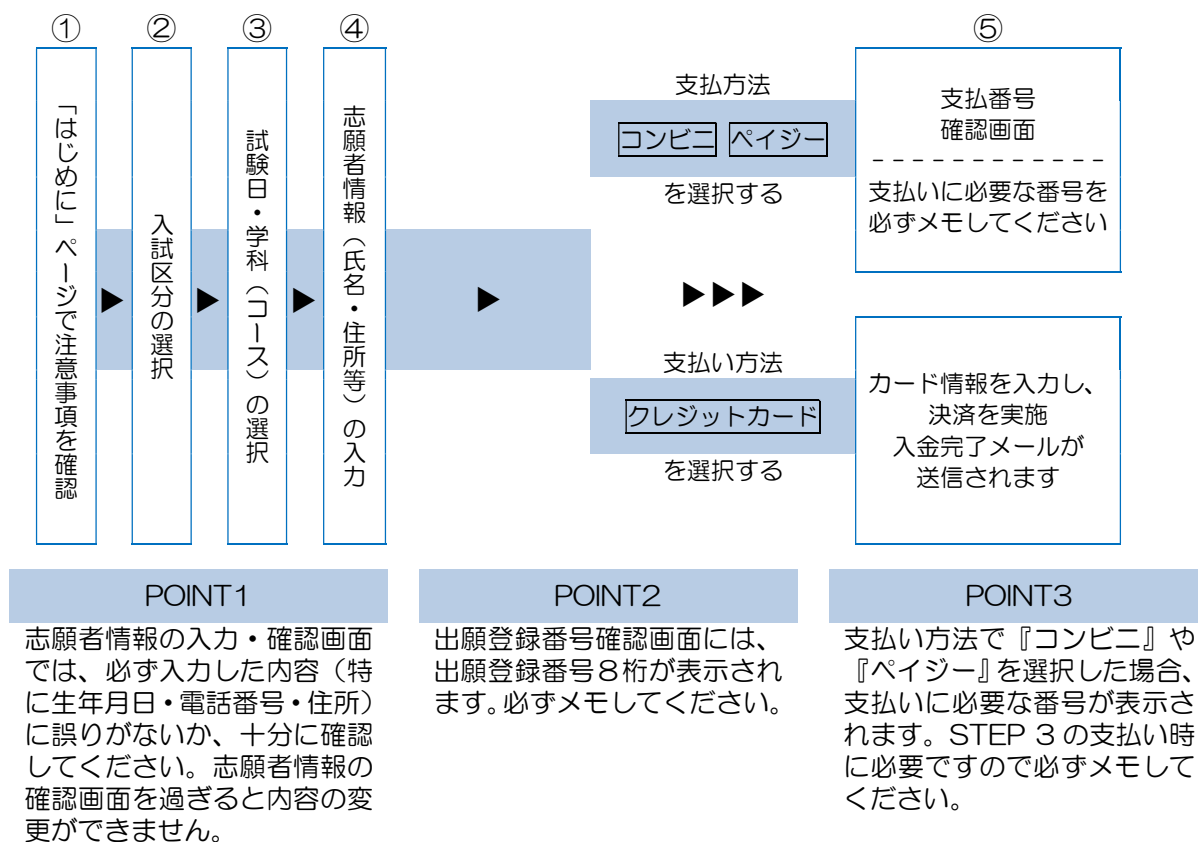 ①
「はじめに」ページで注意事項を確認
②
入試区分の選択
③
試験日・学科（コース）の選択
④
志願者情報（氏名・住所等）の入力
支払方法
コンビニ ペイジー
を選択する
支払い方法
クレジットカード
を選択する
⑤
支払番号
確認画面
------------
支払いに必要な番号を
必ずメモしてください
カード情報を入力し、
決済を実施
入金完了メールが
送信されます
POINT1
志願者情報の入力・確認画面
では、必ず入力した内容（特
に生年月日・電話番号・住所）
に誤りがないか、十分に確認
してください。志願者情報の
確認画面を過ぎると内容の変
更ができません。
POINT2
出願登録番号確認画面には、
出願登録番号８桁が表示され
ます。必ずメモしてください。
POINT3
支払い方法で『コンビニ』や
『ペイジー』を選択した場合、
支払いに必要な番号が表示さ
れます。STEP 3 の支払い時
に必要ですので必ずメモして
ください。